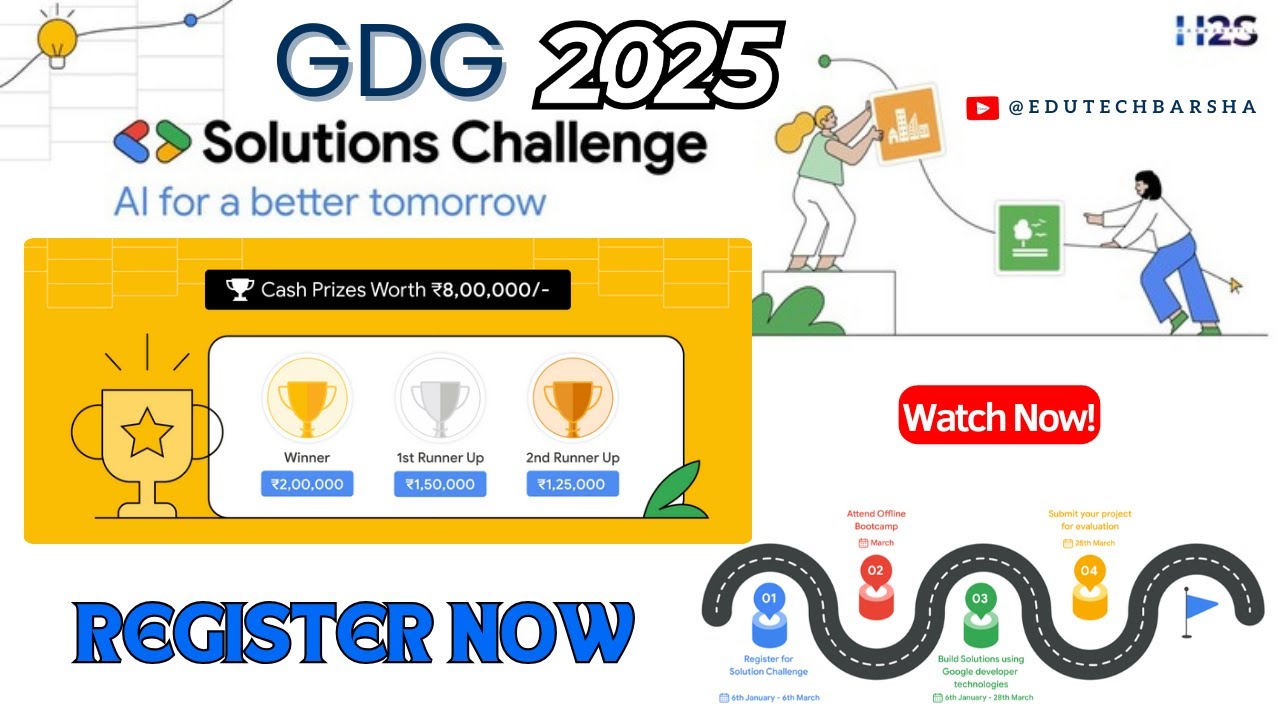 GDG 2025
H2S
HACK2SKILL
@EDUTECHBARSHA
Solutions Challenge
AI for a better tomorrow
Cash Prizes Worth ₹8,00,000/-
Winner
₹2,00,000
1st Runner Up
₹1,50,000
2nd Runner Up
₹1,25,000
Watch Now!
REGISTER NOW
01
Register for
Solution Challenge
6th January - 6th March
Attend Offline
Bootcamp
March
02
03
Build Solutions using
Google developer
technologies
6th January - 28th March
Submit your project
for evaluation
28th March
04